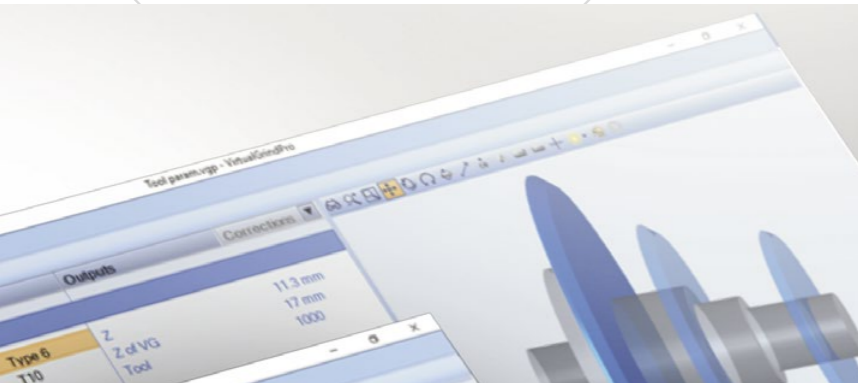 Tool param.vgp - VirtualGrindPro
Outputs
Corrections
Type 6
Z
11.3 mm
T10
Z of VG
17 mm
Tool
1000